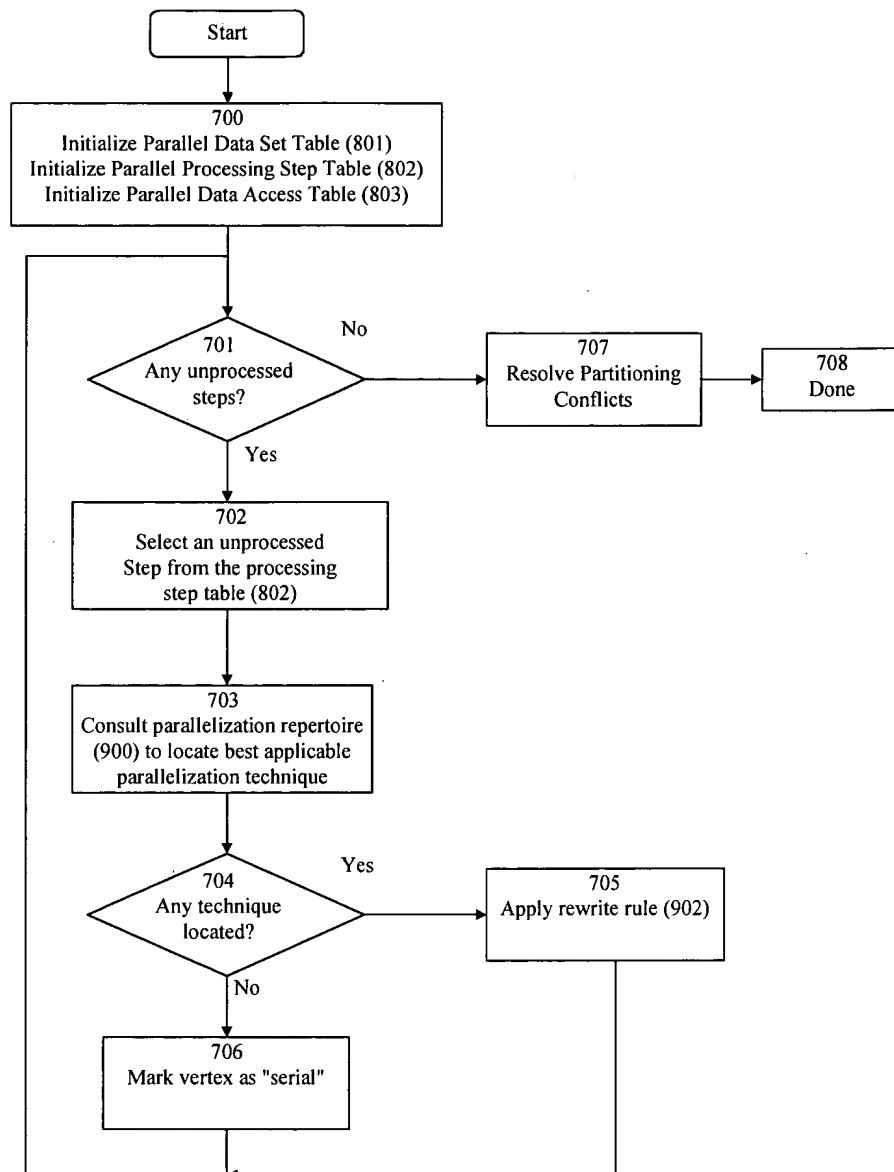 Start
700
Initialize Parallel Data Set Table (801)
Initialize Parallel Processing Step Table (802)
Initialize Parallel Data Access Table (803)
701
Any unprocessed
steps?
No
707
Resolve Partitioning
Conflicts
708
Done
Yes
702
Select an unprocessed
Step from the processing
step table (802)
703
Consult parallelization repertoire
(900) to locate best applicable
parallelization technique
704
Any technique
located?
Yes
705
Apply rewrite rule (902)
No
706
Mark vertex as "serial"